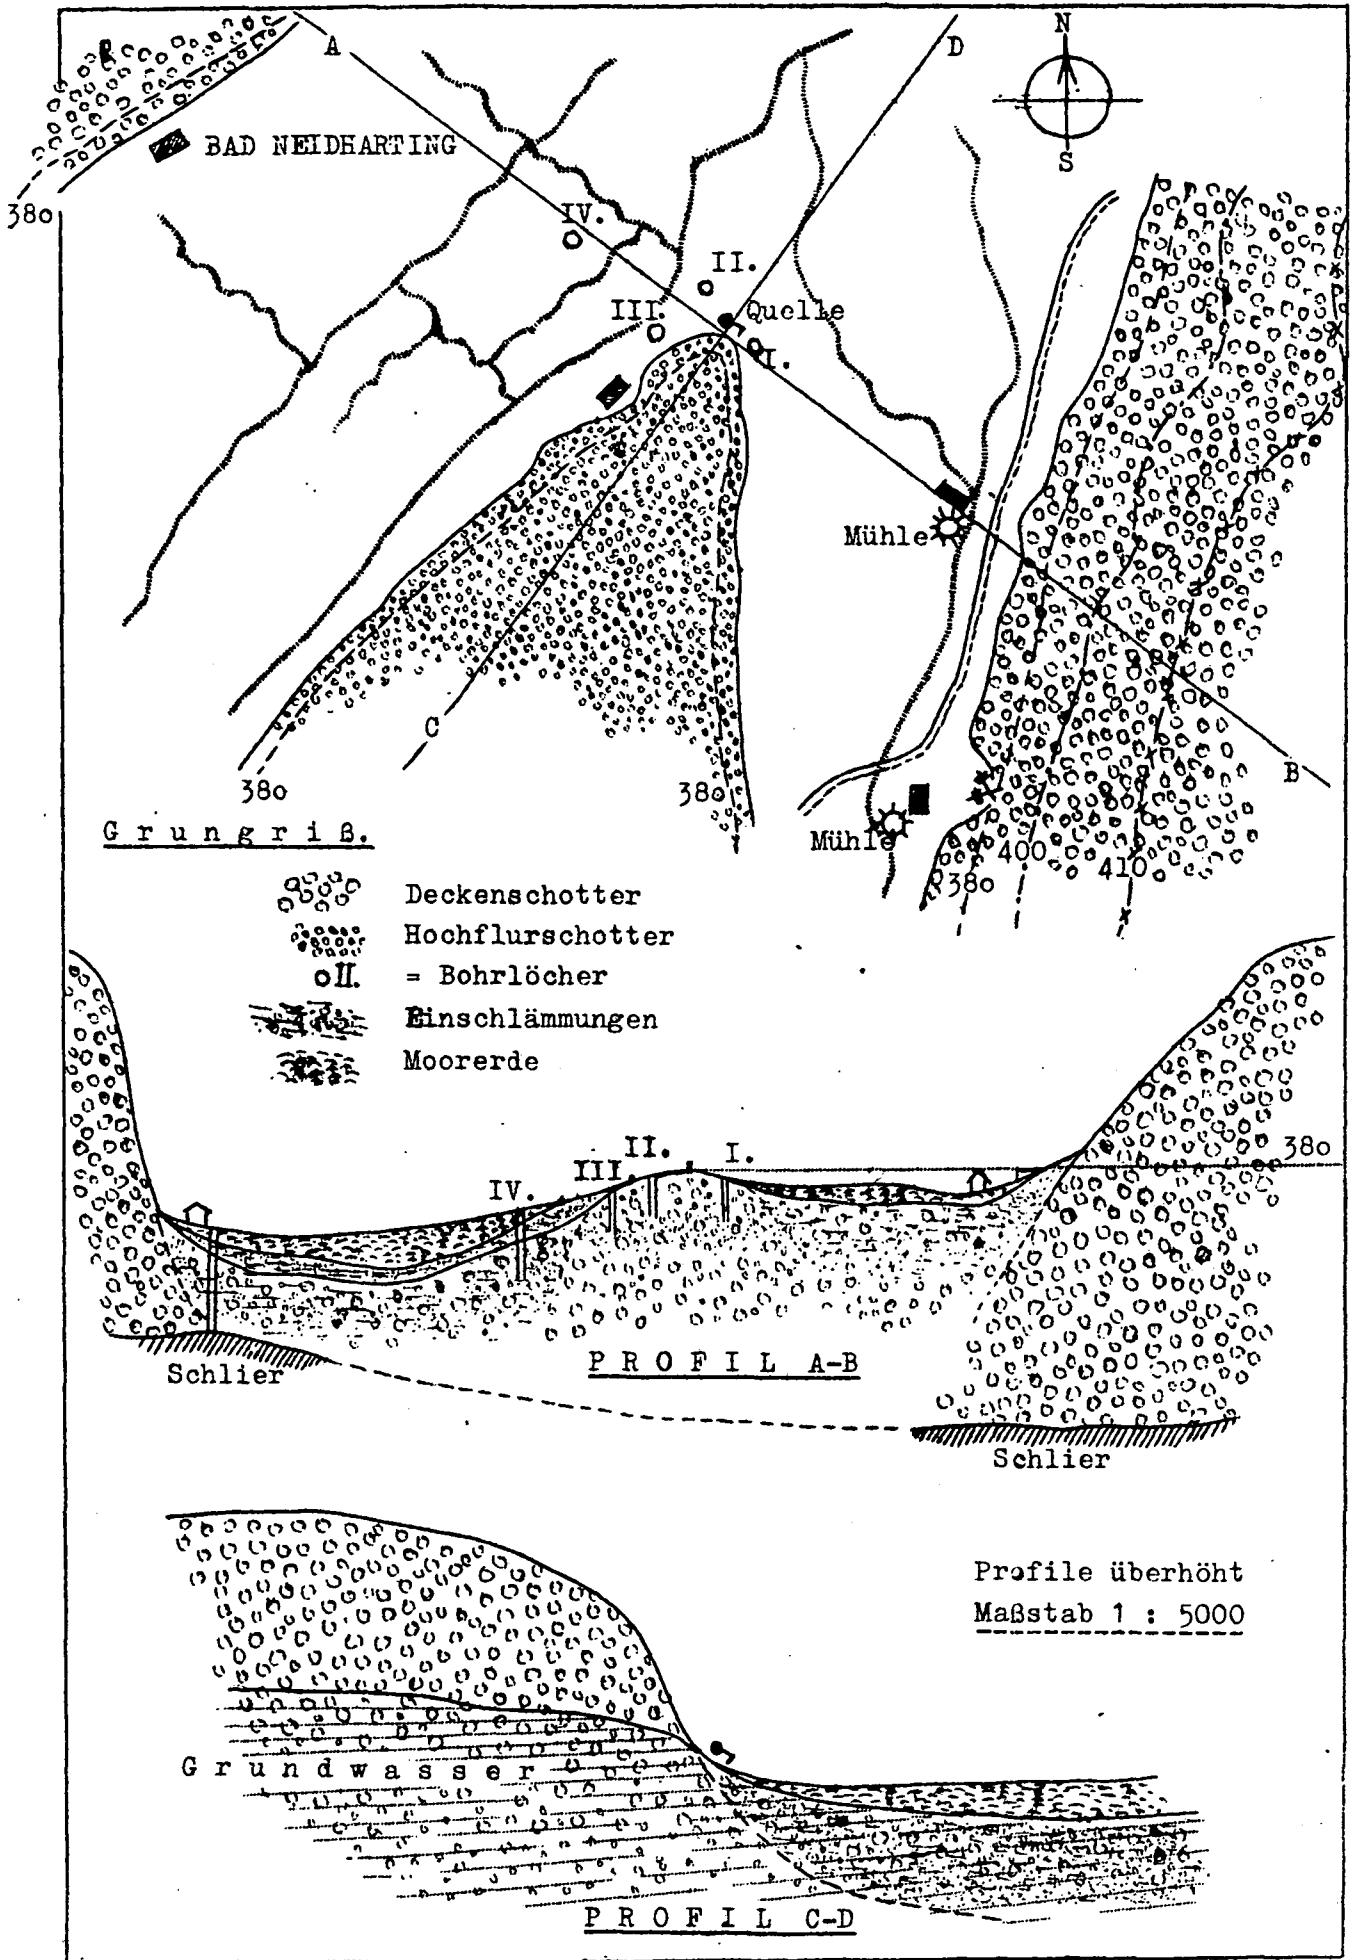 N
A
D
BAD NEIDHARTING
S
380
IV.
II.
III.
Quelle
I.
Mühle
C
B
380
380
Mühle
400
410
380
Grungriß.
Deckenschotter
Hochflurschotter
II. = Bohrlöcher
Einschlämmungen
Moorerde
II.
I.
380
III.
IV.
PROFIL A-B
Schlier
Schlier
Profile überhöht
Maßstab 1 : 5000
Grundwasser
PROFIL C-D